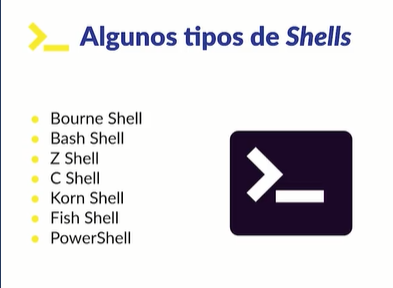 Algunos tipos de Shells
Bourne Shell
Bash Shell
Z Shell
C Shell
Korn Shell
Fish Shell
PowerShell